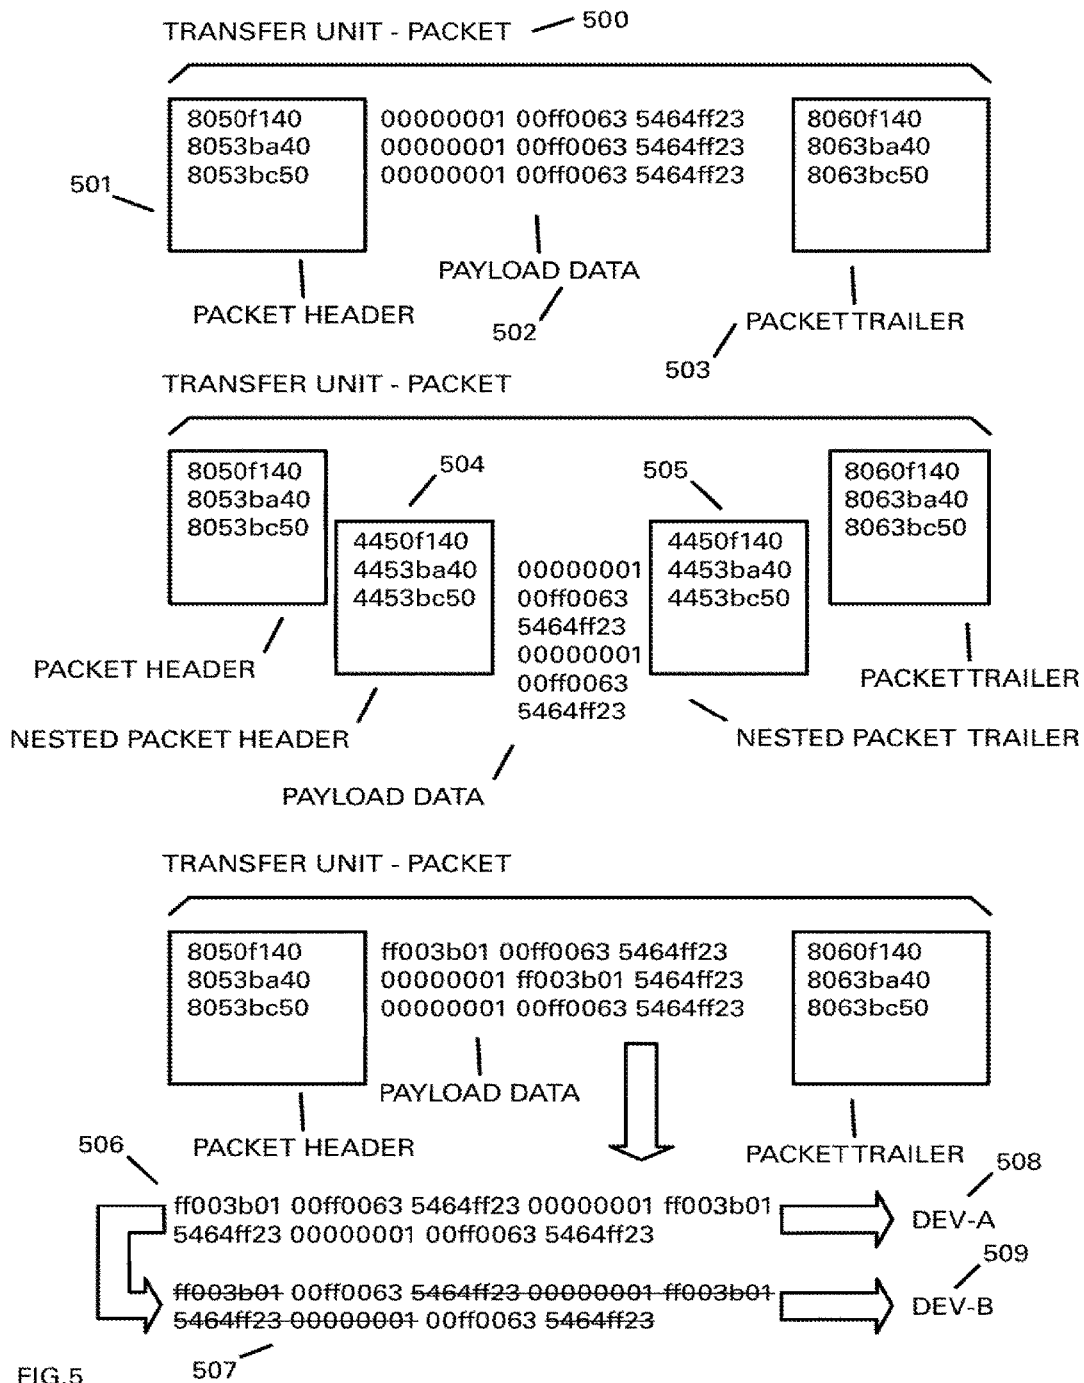 TRANSFER UNIT - PACKET 500
8050f140
8053ba40
8053bc50
00000001 00ff0063 5464ff23
00000001 00ff0063 5464ff23
00000001 00ff0063 5464ff23
8060f140
8063ba40
8063bc50
501
PAYLOAD DATA
502
PACKET HEADER
PACKET TRAILER
503
TRANSFER UNIT - PACKET
8050f140
8053ba40
8053bc50
504
4450f140
4453ba40
4453bc50
00000001
00ff0063
5464ff23
00000001
00ff0063
5464ff23
505
4450f140
4453ba40
4453bc50
8060f140
8063ba40
8063bc50
PACKET HEADER
PACKET TRAILER
NESTED PACKET HEADER
NESTED PACKET TRAILER
PAYLOAD DATA
TRANSFER UNIT - PACKET
8050f140
8053ba40
8053bc50
ff003b01 00ff0063 5464ff23
00000001 ff003b01 5464ff23
00000001 00ff0063 5464ff23
8060f140
8063ba40
8063bc50
PAYLOAD DATA
PACKET HEADER
PACKET TRAILER
506
508
ff003b01 00ff0063 5464ff23 00000001 ff003b01
5464ff23 00000001 00ff0063 5464ff23
DEV-A
509
ff003b01 00ff0063 5464ff23 00000001 ff003b01
5464ff23 00000001 00ff0063 5464ff23
DEV-B
507
FIG.5